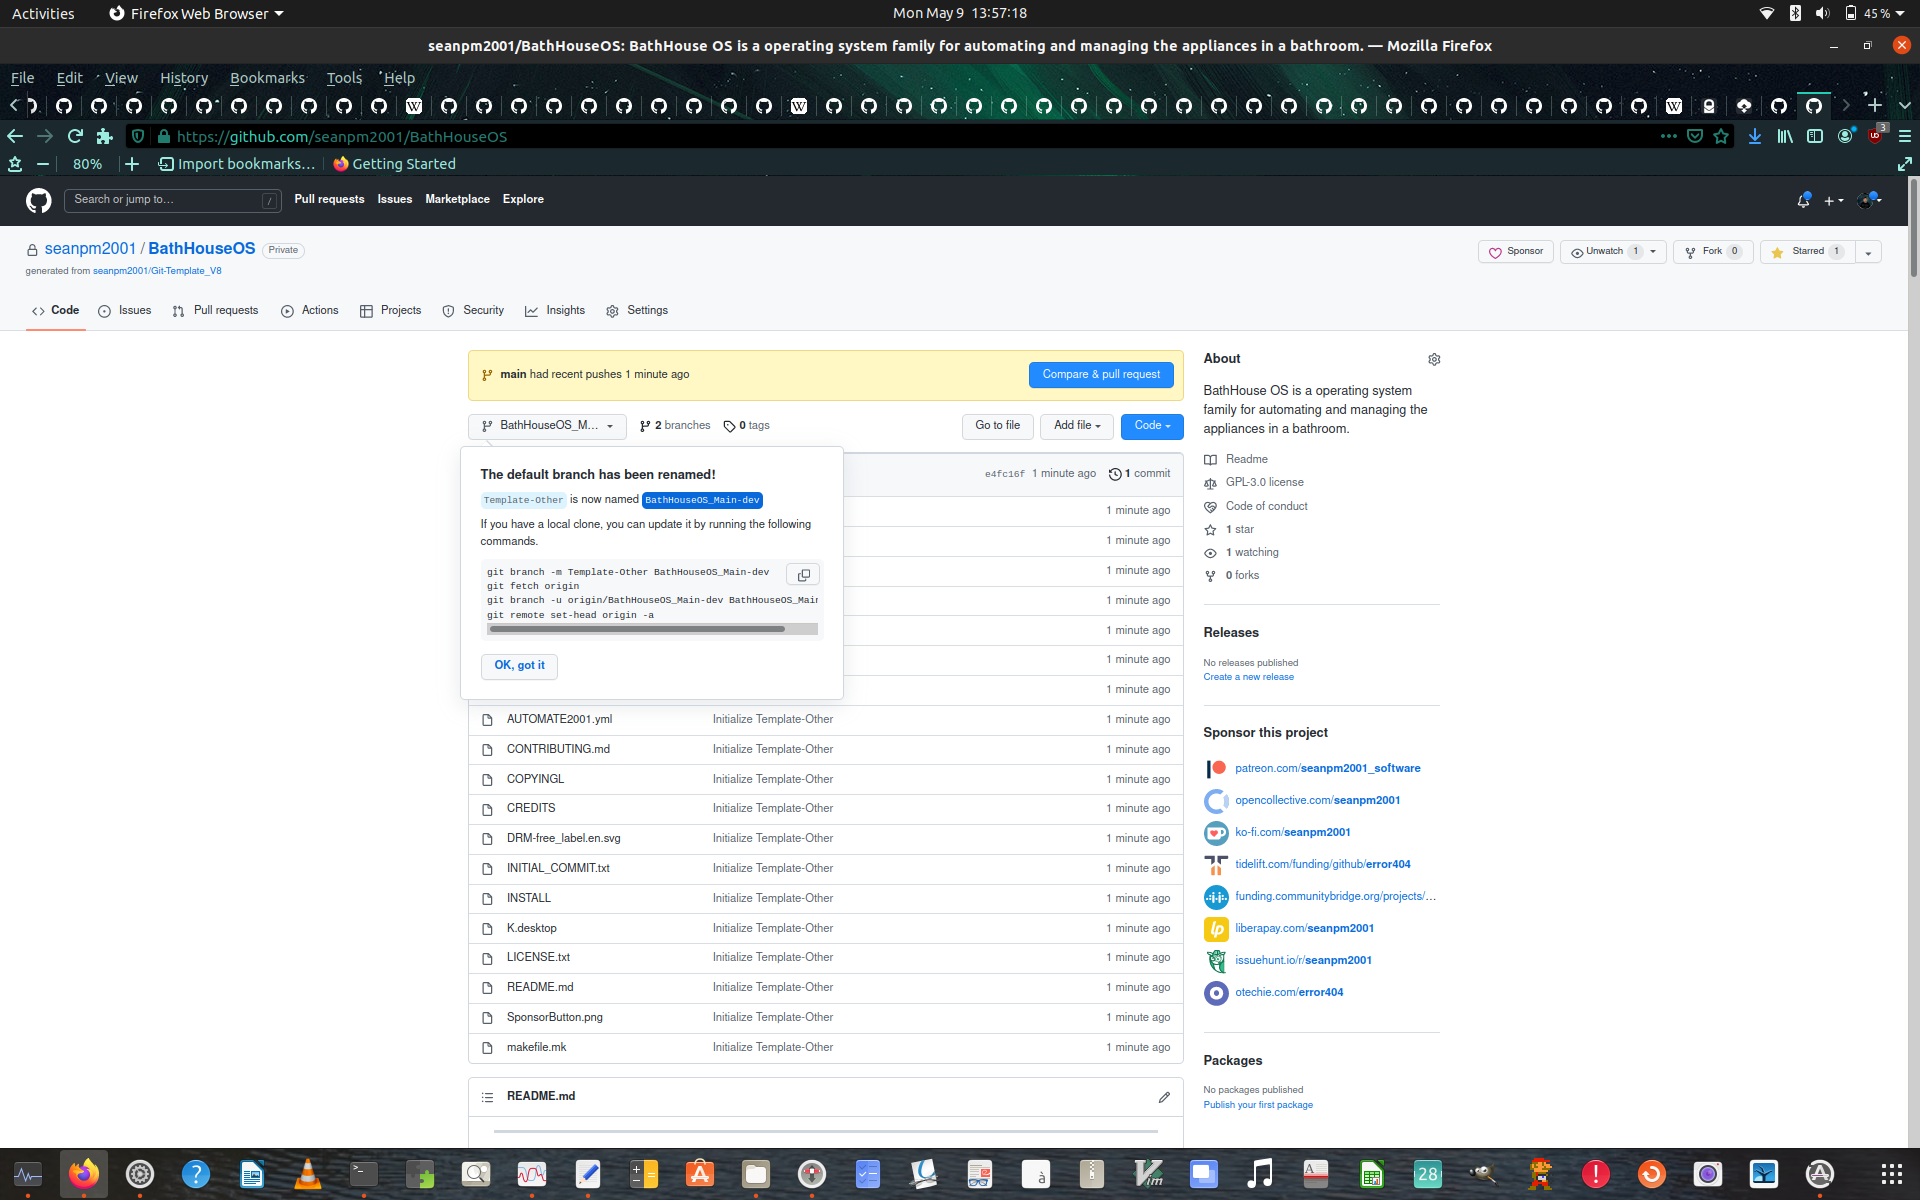 Activities
Firefox Web Browser
Mon May 9 13:57:18
45 %
seanpm2001/BathHouseOS: BathHouse OS is a operating system family for automating and managing the appliances in a bathroom. — Mozilla Firefox
File Edit View History Bookmarks Tools Help
https://github.com/seanpm2001/BathHouseOS
3
80%
Import bookmarks...
Getting Started
Search or jump to...
/
Pull requests Issues Marketplace Explore
seanpm2001 / BathHouseOS Private
generated from seanpm2001/Git-Template_V8
Sponsor
Unwatch 1
Fork 0
Starred 1
Code
Issues
Pull requests
Actions
Projects
Security
Insights
Settings
main had recent pushes 1 minute ago
Compare & pull request
BathHouseOS_M...
2 branches
0 tags
Go to file
Add file
Code
The default branch has been renamed!
Template-Other is now named BathHouseOS_Main-dev
If you have a local clone, you can update it by running the following
commands.
git branch -m Template-Other BathHouseOS_Main-dev
git fetch origin
git branch -u origin/BathHouseOS_Main-dev BathHouseOS_Main
git remote set-head origin -a
OK, got it
e4fc16f 1 minute ago 1 commit
1 minute ago
1 minute ago
1 minute ago
1 minute ago
1 minute ago
1 minute ago
1 minute ago
AUTOMATE2001.yml Initialize Template-Other 1 minute ago
CONTRIBUTING.md Initialize Template-Other 1 minute ago
COPYINGL Initialize Template-Other 1 minute ago
CREDITS Initialize Template-Other 1 minute ago
DRM-free_label.en.svg Initialize Template-Other 1 minute ago
INITIAL_COMMIT.txt Initialize Template-Other 1 minute ago
INSTALL Initialize Template-Other 1 minute ago
K.desktop Initialize Template-Other 1 minute ago
LICENSE.txt Initialize Template-Other 1 minute ago
README.md Initialize Template-Other 1 minute ago
SponsorButton.png Initialize Template-Other 1 minute ago
makefile.mk Initialize Template-Other 1 minute ago
README.md
About
BathHouse OS is a operating system
family for automating and managing the
appliances in a bathroom.
Readme
GPL-3.0 license
Code of conduct
1 star
1 watching
0 forks
Releases
No releases published
Create a new release
Sponsor this project
patreon.com/seanpm2001_software
opencollective.com/seanpm2001
ko-fi.com/seanpm2001
tidelift.com/funding/github/error404
funding.communitybridge.org/projects/...
lp
liberapay.com/seanpm2001
issuehunt.io/r/seanpm2001
otechie.com/error404
Packages
No packages published
Publish your first package
28